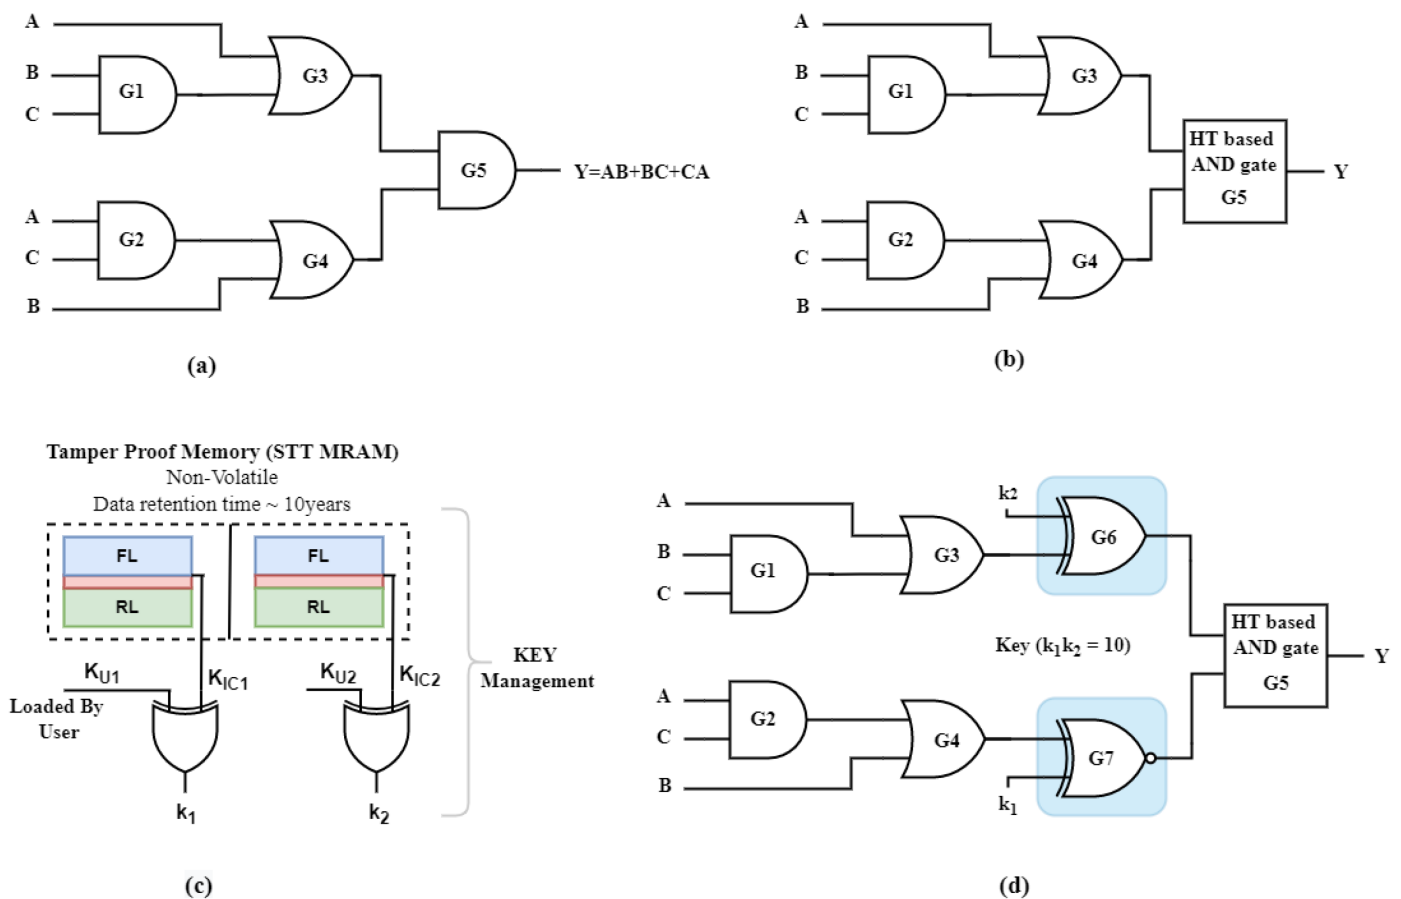 A
B
C
G1
G3
A
C
B
G2
G4
G5
Y=AB+BC+CA
(a)
A
B
C
G1
G3
A
C
B
G2
G4
HT based
AND gate
G5
Y
(b)
Tamper Proof Memory (STT MRAM)
Non-Volatile
Data retention time ~ 10years
FL
RL
FL
RL
KU1
KIC1
KU2
KIC2
Loaded By
User
k1
k2
KEY
Management
(c)
A
B
C
G1
G3
k2
G6
Key (k1k2 = 10)
A
C
B
G2
G4
k1
G7
HT based
AND gate
G5
Y
(d)